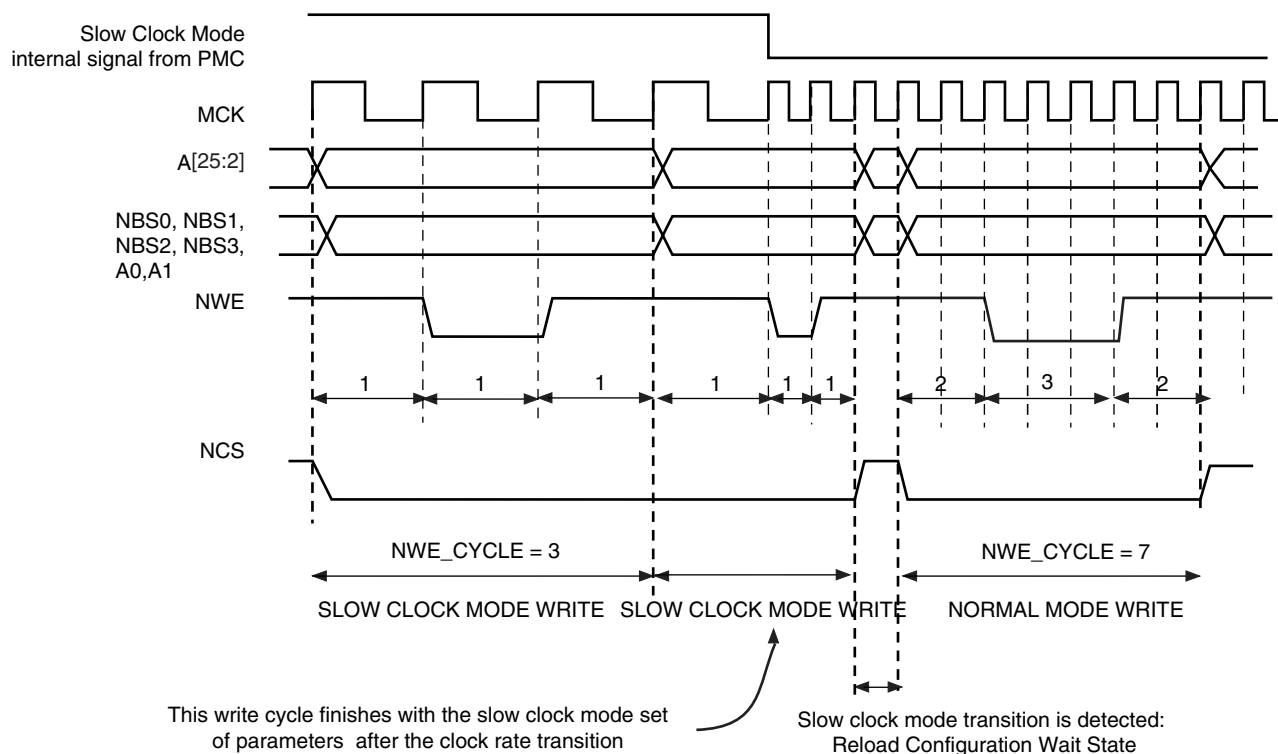 Slow Clock Mode
internal signal from PMC
MCK
A[25:2]
NBS0, NBS1,
NBS2, NBS3,
A0,A1
NWE
1 1 1 1 1 1 2 3 2
NCS
NWE_CYCLE = 3 NWE_CYCLE = 7
SLOW CLOCK MODE WRITE SLOW CLOCK MODE WRITE NORMAL MODE WRITE
This write cycle finishes with the slow clock mode set
of parameters after the clock rate transition
Slow clock mode transition is detected:
Reload Configuration Wait State